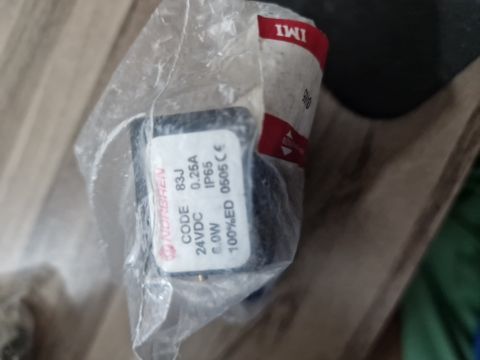 IMI
NORGREN
CODE 83J
24VDC 0.25A
6.0W IP65
100%ED 0505 CE